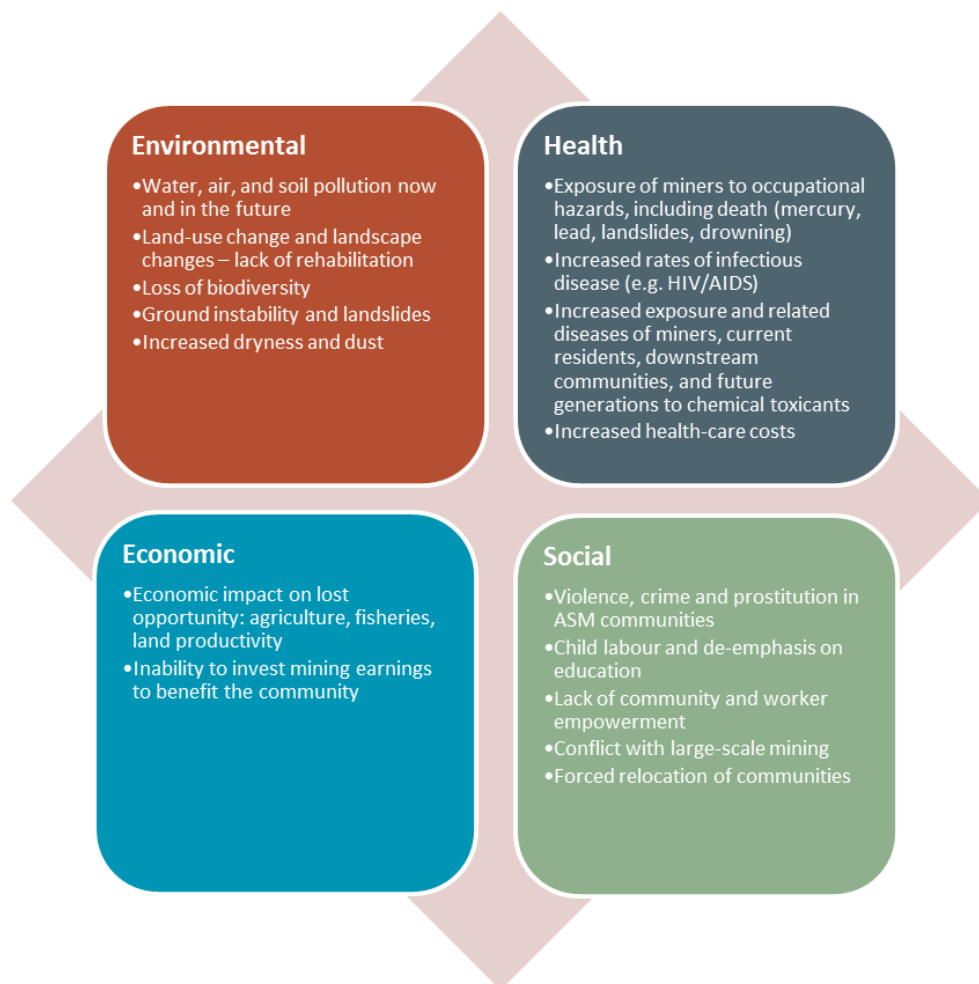 Environmental
•Water, air, and soil pollution now
and in the future
•Land-use change and landscape
changes – lack of rehabilitation
•Loss of biodiversity
•Ground instability and landslides
•Increased dryness and dust
Health
•Exposure of miners to occupational
hazards, including death (mercury,
lead, landslides, drowning)
•Increased rates of infectious
disease (e.g. HIV/AIDS)
•Increased exposure and related
diseases of miners, current
residents, downstream
communities, and future
generations to chemical toxicants
•Increased health-care costs
Economic
•Economic impact on lost
opportunity: agriculture, fisheries,
land productivity
•Inability to invest mining earnings
to benefit the community
Social
•Violence, crime and prostitution in
ASM communities
•Child labour and de-emphasis on
education
•Lack of community and worker
empowerment
•Conflict with large-scale mining
•Forced relocation of communities